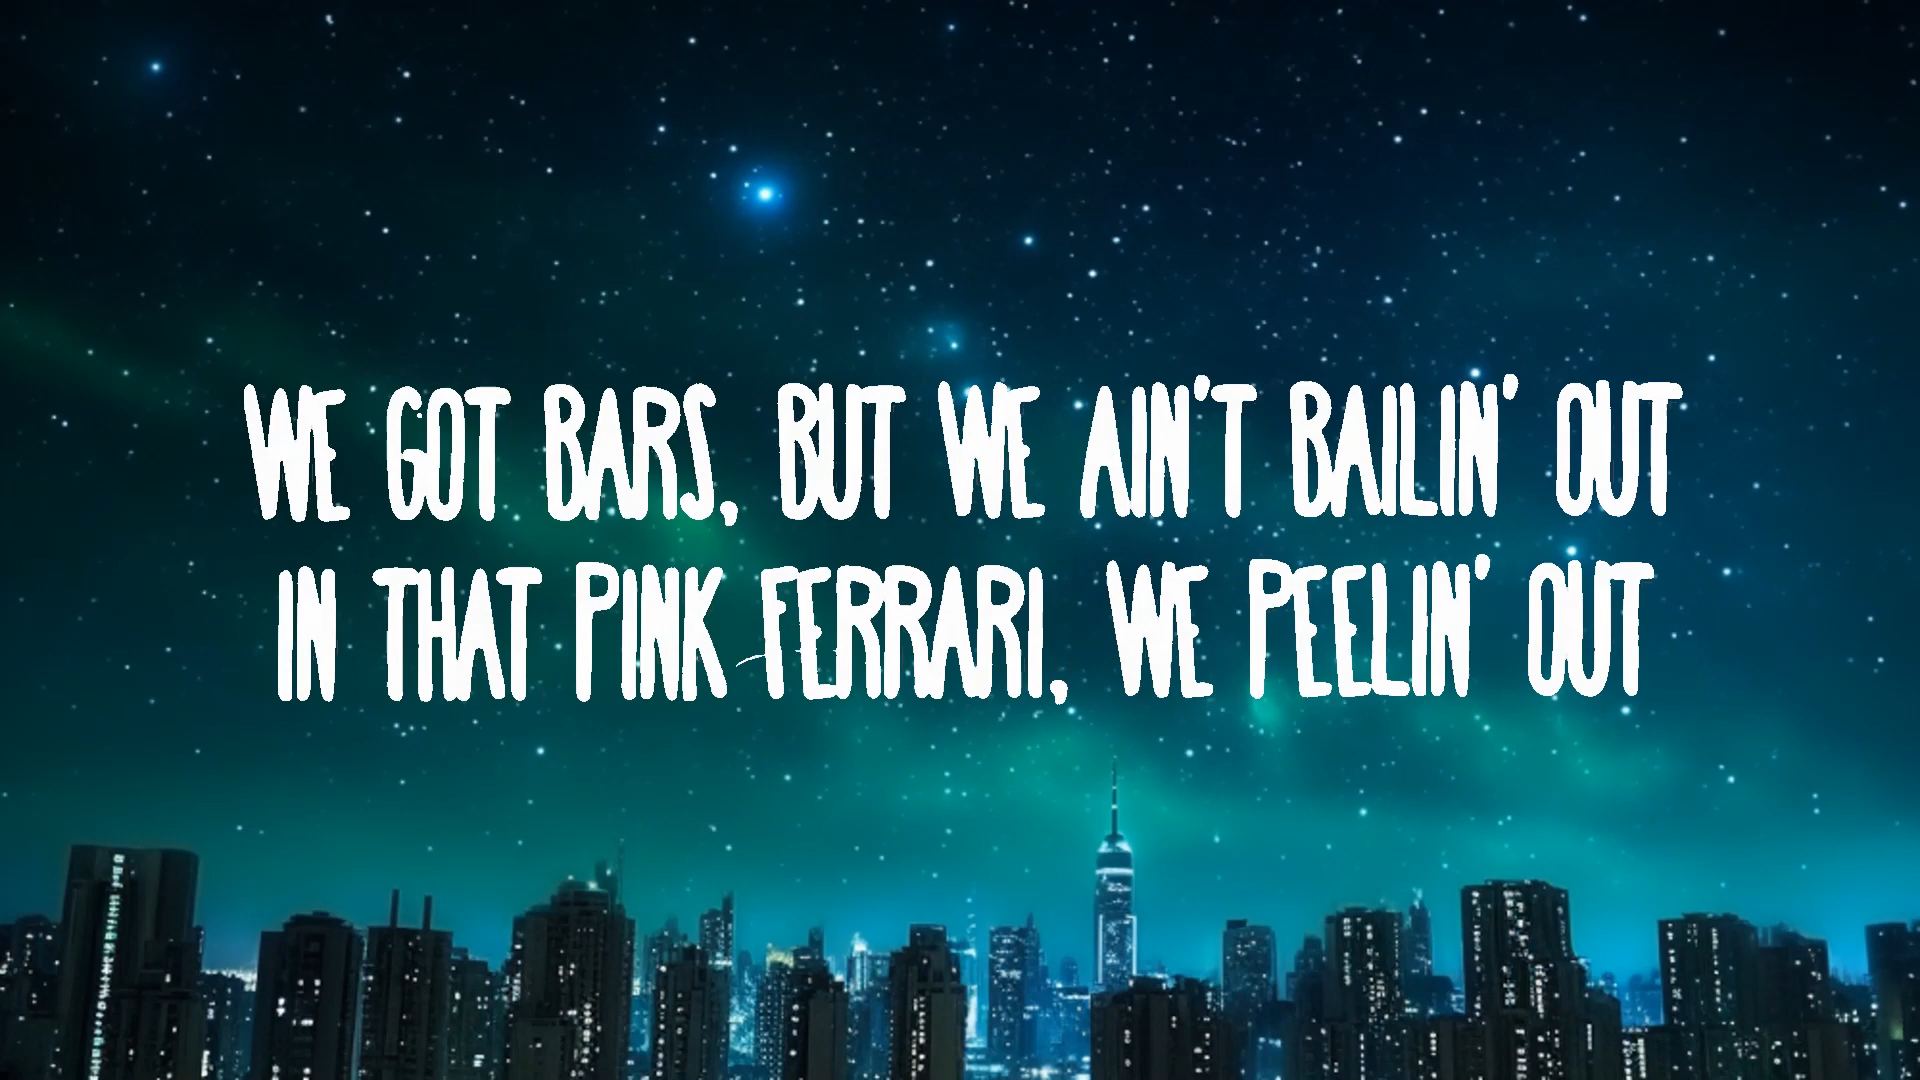 WE GOT BARS, BUT WE AIN'T BAILIN' OUT
IN THAT PINK FERRARI, WE PEELIN' OUT